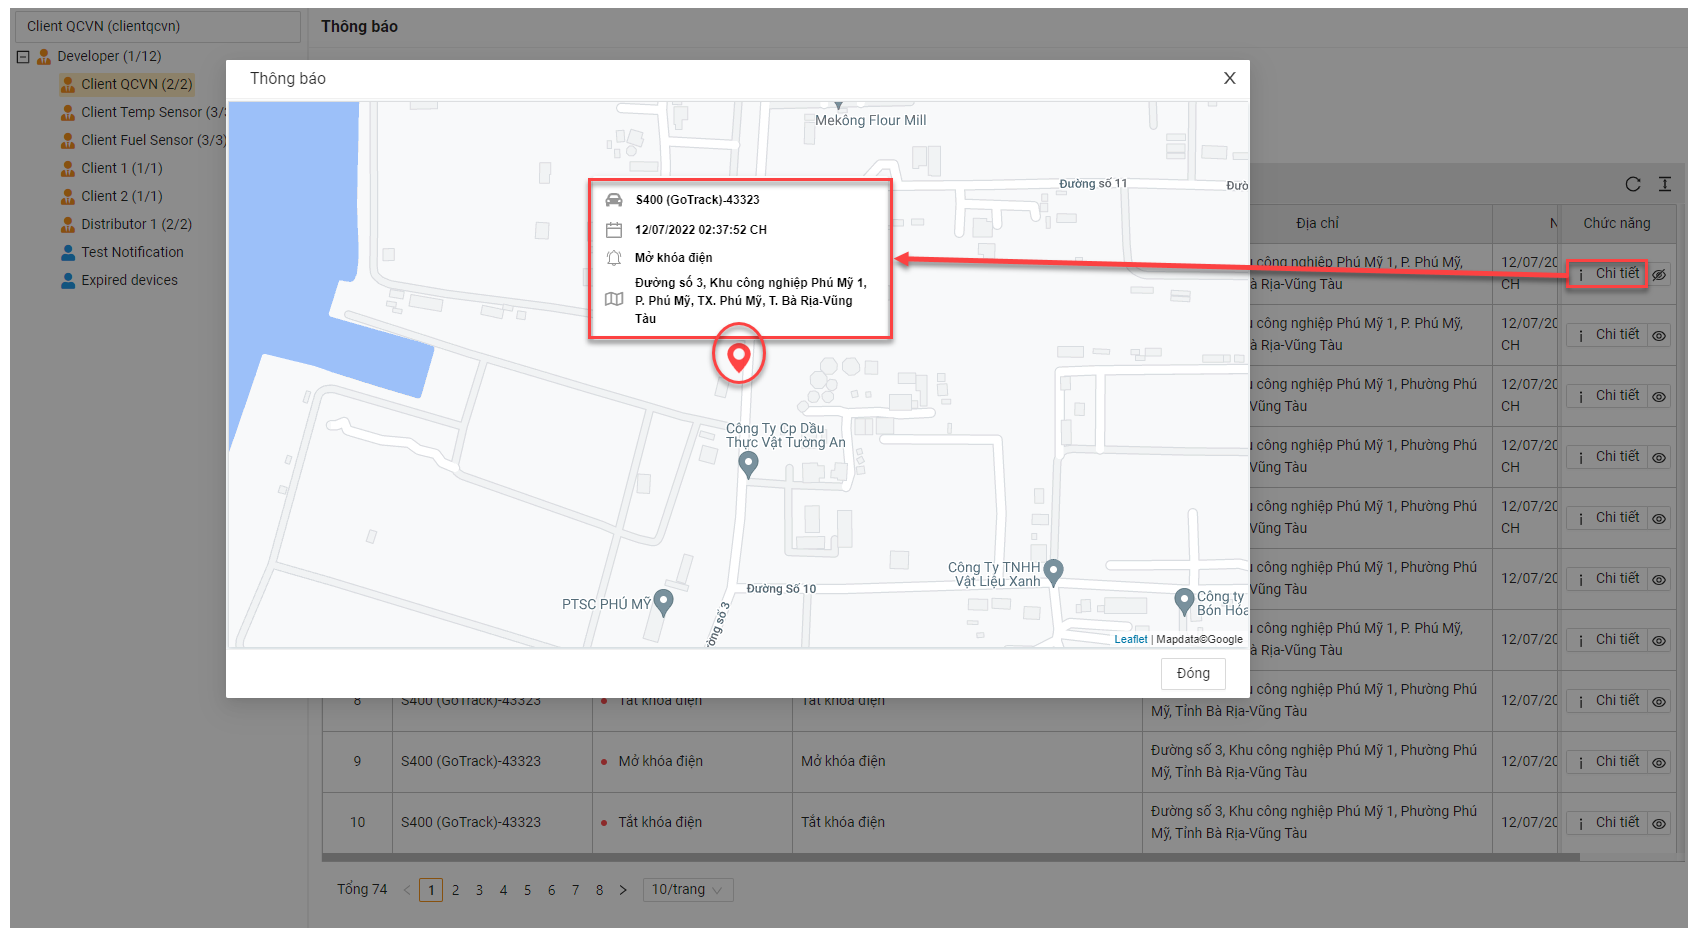 Client QCVN (clientqcvn)
Developer (1/12)
Client QCVN (2/2)
Client Temp Sensor (3/
Client Fuel Sensor (3/3)
Client 1 (1/1)
Client 2 (1/1)
Distributor 1 (2/2)
Test Notification
Expired devices
Thông báo
Thông báo
X
Mekông Flour Mill
Đường số 11
Đườ
S400 (GoTrack)-43323
12/07/2022 02:37:52 CH
Mở khóa điện
Đường số 3, Khu công nghiệp Phú Mỹ 1,
P. Phú Mỹ, TX. Phú Mỹ, T. Bà Rịa-Vũng
Tàu
Công Ty Cp Dầu
Thực Vật Tường An
Công Ty TNHH
Vật Liệu Xanh
Đường Số 10
PTSC PHÚ MỸ
ường số 3
Công ty
Bón Hóa
Leaflet | Mapdata©Google
Đóng
Địa chỉ
N
Chức năng
công nghiệp Phú Mỹ 1, P. Phú Mỹ,
à Rịa-Vũng Tàu
12/07/20
CH
Chi tiết
công nghiệp Phú Mỹ 1, P. Phú Mỹ,
à Rịa-Vũng Tàu
12/07/20
CH
Chi tiết
công nghiệp Phú Mỹ 1, Phường Phú
Vũng Tàu
12/07/20
CH
Chi tiết
công nghiệp Phú Mỹ 1, Phường Phú
Vũng Tàu
12/07/20
CH
Chi tiết
công nghiệp Phú Mỹ 1, Phường Phú
Vũng Tàu
12/07/20
CH
Chi tiết
công nghiệp Phú Mỹ 1, Phường Phú
Vũng Tàu
12/07/20
Chi tiết
công nghiệp Phú Mỹ 1, P. Phú Mỹ,
à Rịa-Vũng Tàu
12/07/20
Chi tiết
8
S400 (GoTrack)-43323
Tắt khóa điện
Tắt khóa điện
công nghiệp Phú Mỹ 1, Phường Phú
Mỹ, Tỉnh Bà Rịa-Vũng Tàu
12/07/20
Chi tiết
9
S400 (GoTrack)-43323
Mở khóa điện
Mở khóa điện
Đường số 3, Khu công nghiệp Phú Mỹ 1, Phường Phú
Mỹ, Tỉnh Bà Rịa-Vũng Tàu
12/07/20
Chi tiết
10
S400 (GoTrack)-43323
Tắt khóa điện
Tắt khóa điện
Đường số 3, Khu công nghiệp Phú Mỹ 1, Phường Phú
Mỹ, Tỉnh Bà Rịa-Vũng Tàu
12/07/20
Chi tiết
Tổng 74 < 1 2 3 4 5 6 7 8 > 10/trang